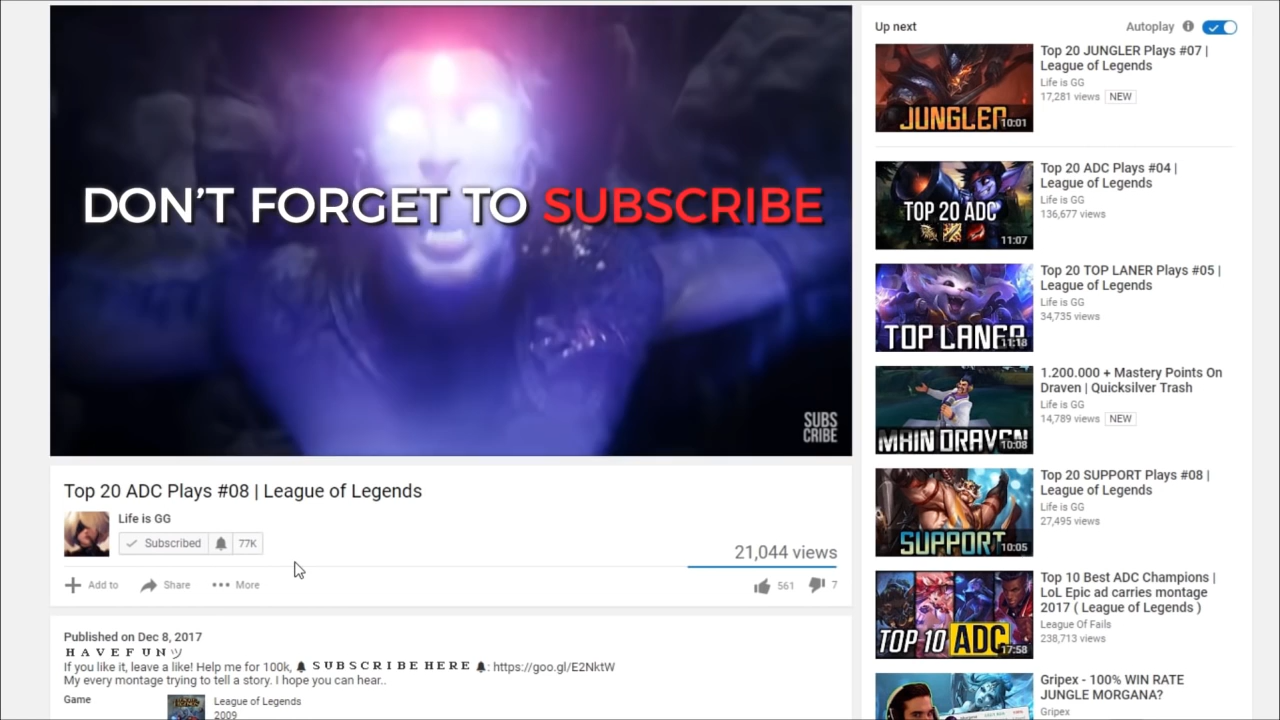 DON'T FORGET TO SUBSCRIBE
SUBS
CRIBE
Top 20 ADC Plays #08 | League of Legends
Life is GG
Subscribed 77K
21,044 views
Add to Share More 561 7
Published on Dec 8, 2017
H A V E F U N ツ
If you like it, leave a like! Help me for 100k, 🔔 S U B S C R I B E H E R E 🔔: https://goo.gl/E2NktW
My every montage trying to tell a story. I hope you can hear..
Game
League of Legends
2009
Up next Autoplay
JUNGLER 10:01
Top 20 JUNGLER Plays #07 |
League of Legends
Life is GG
17,281 views NEW
TOP 20 ADC
11:07
Top 20 ADC Plays #04 |
League of Legends
Life is GG
136,677 views
TOP LANER 11:18
Top 20 TOP LANER Plays #05 |
League of Legends
Life is GG
34,735 views
MAIN DRAVEN 10:08
1.200.000 + Mastery Points On
Draven | Quicksilver Trash
Life is GG
14,789 views NEW
SUPPORT 10:05
Top 20 SUPPORT Plays #08 |
League of Legends
Life is GG
27,495 views
TOP 10 ADC 17:58
Top 10 Best ADC Champions |
LoL Epic ad carries montage
2017 ( League of Legends )
League Of Fails
238,713 views
Gripex - 100% WIN RATE
JUNGLE MORGANA?
Gripex